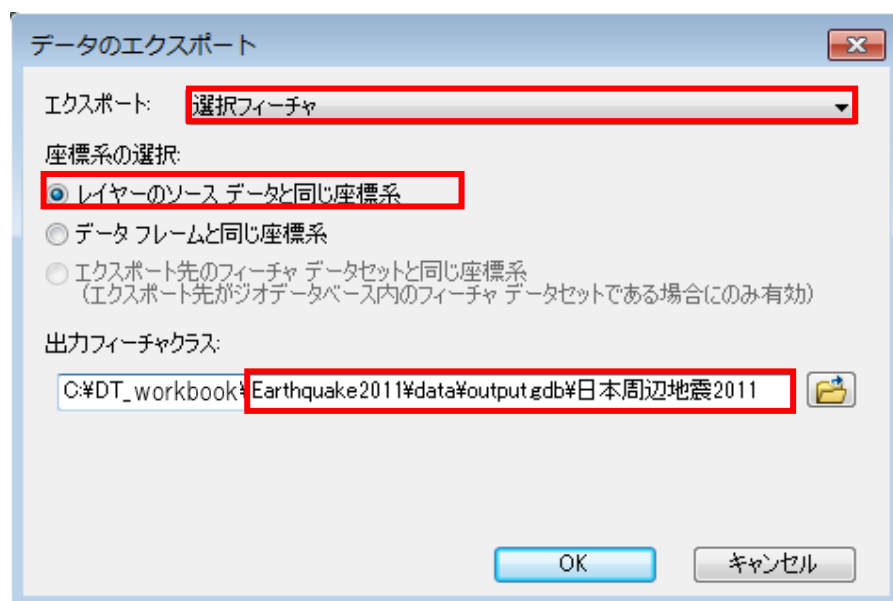 データのエクスポート
エクスポート: 選択フィーチャ
座標系の選択:
レイヤーのソース データと同じ座標系
データ フレームと同じ座標系
エクスポート先のフィーチャ データセットと同じ座標系
(エクスポート先がジオデータベース内のフィーチャ データセットである場合にのみ有効)
出力フィーチャクラス:
C:¥DT_workbook¥Earthquake2011¥data¥output.gdb¥日本周辺地震2011
OK キャンセル